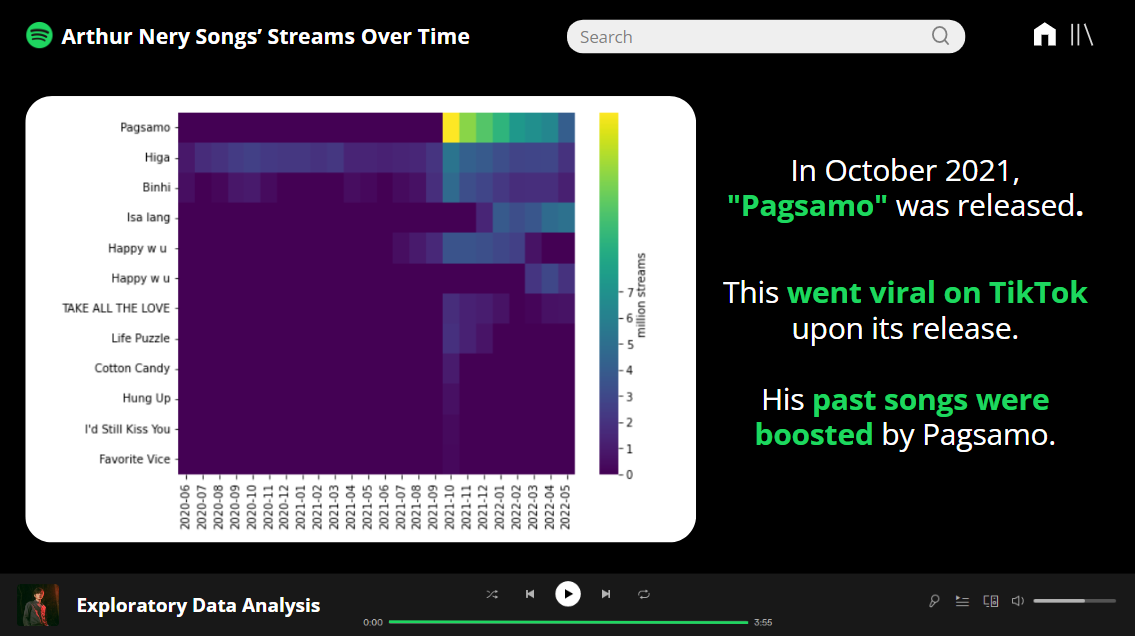 Arthur Nery Songs’ Streams Over Time
Search
Pagsamo
Higa
Binhi
Isa lang
Happy w u
Happy w u
TAKE ALL THE LOVE
Life Puzzle
Cotton Candy
Hung Up
I'd Still Kiss You
Favorite Vice
2020-06
2020-07
2020-08
2020-09
2020-10
2020-11
2020-12
2021-01
2021-02
2021-03
2021-04
2021-05
2021-06
2021-07
2021-08
2021-09
2021-10
2021-11
2021-12
2022-01
2022-02
2022-03
2022-04
2022-05
7
6
5
4
3
2
1
0
million streams
In October 2021,
"Pagsamo" was released.
This went viral on TikTok
upon its release.
His past songs were
boosted by Pagsamo.
Exploratory Data Analysis
0:00
3:55